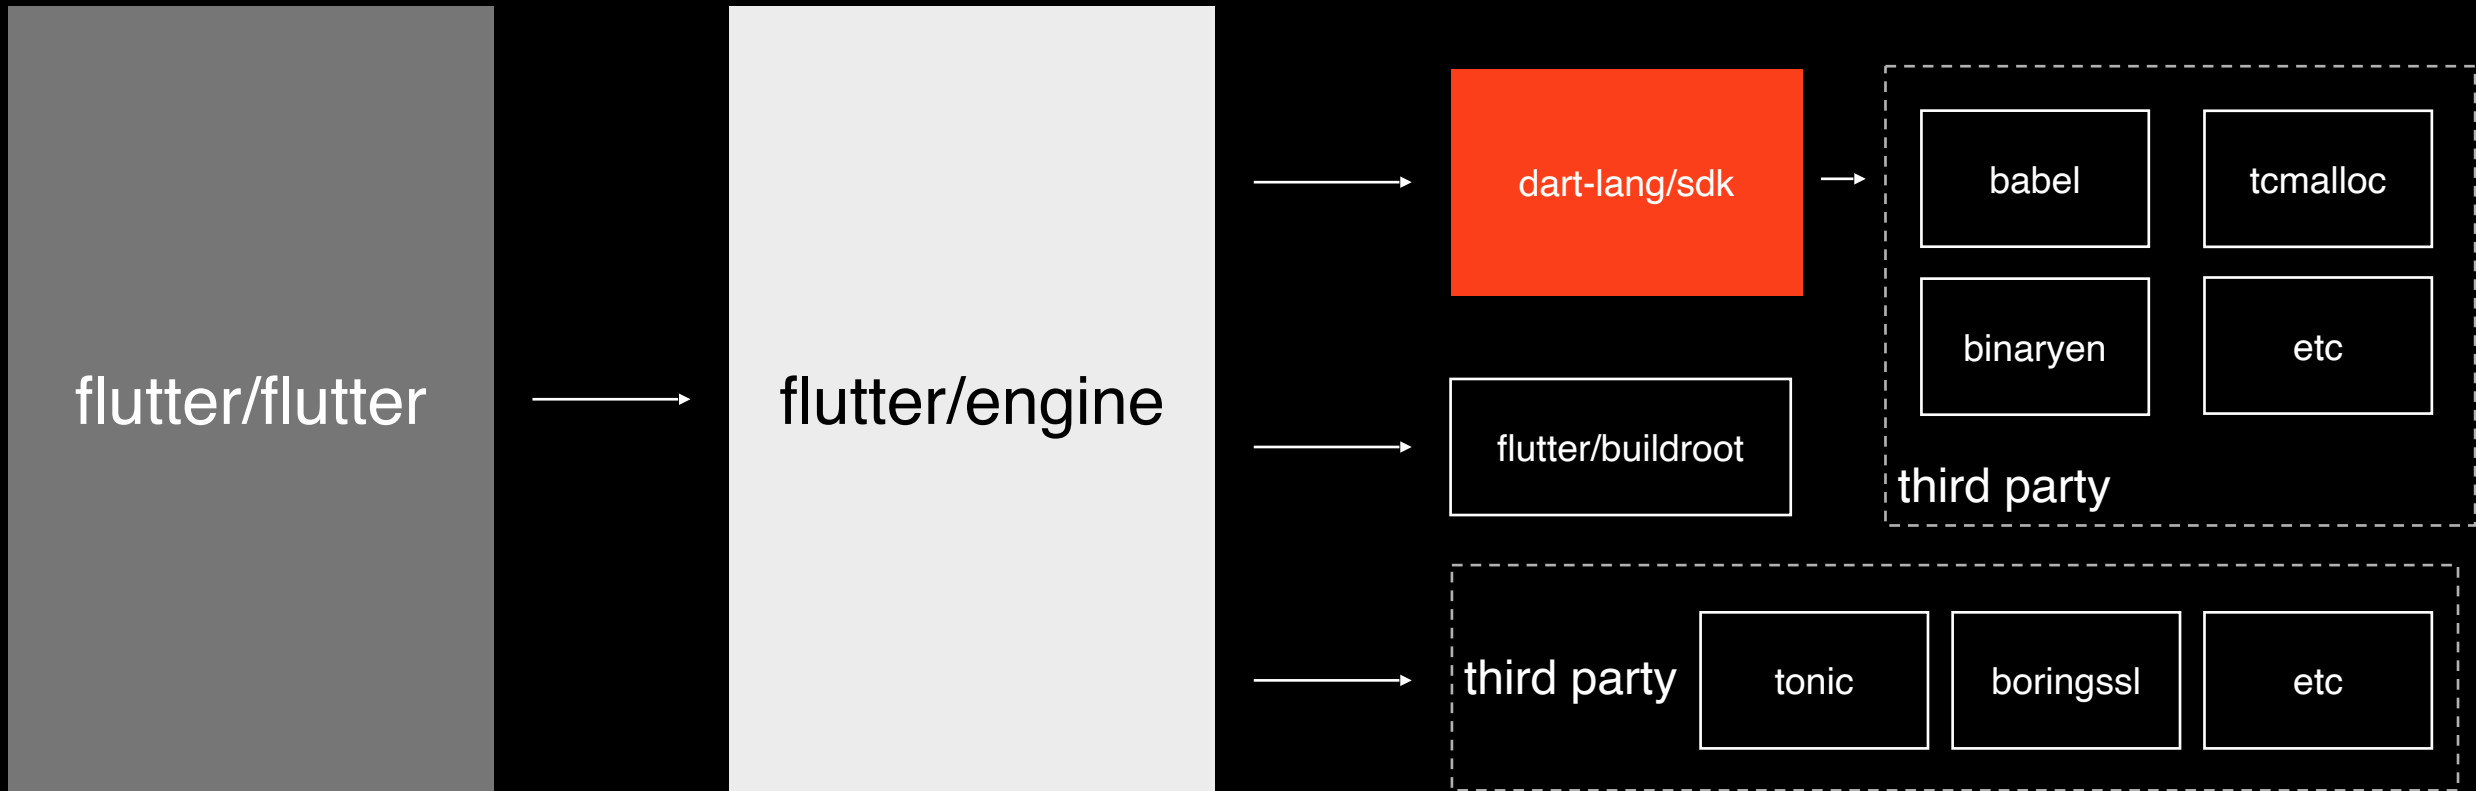 flutter/flutter
flutter/engine
dart-lang/sdk
babel
tcmalloc
binaryen
etc
third party
flutter/buildroot
third party
tonic
boringssl
etc